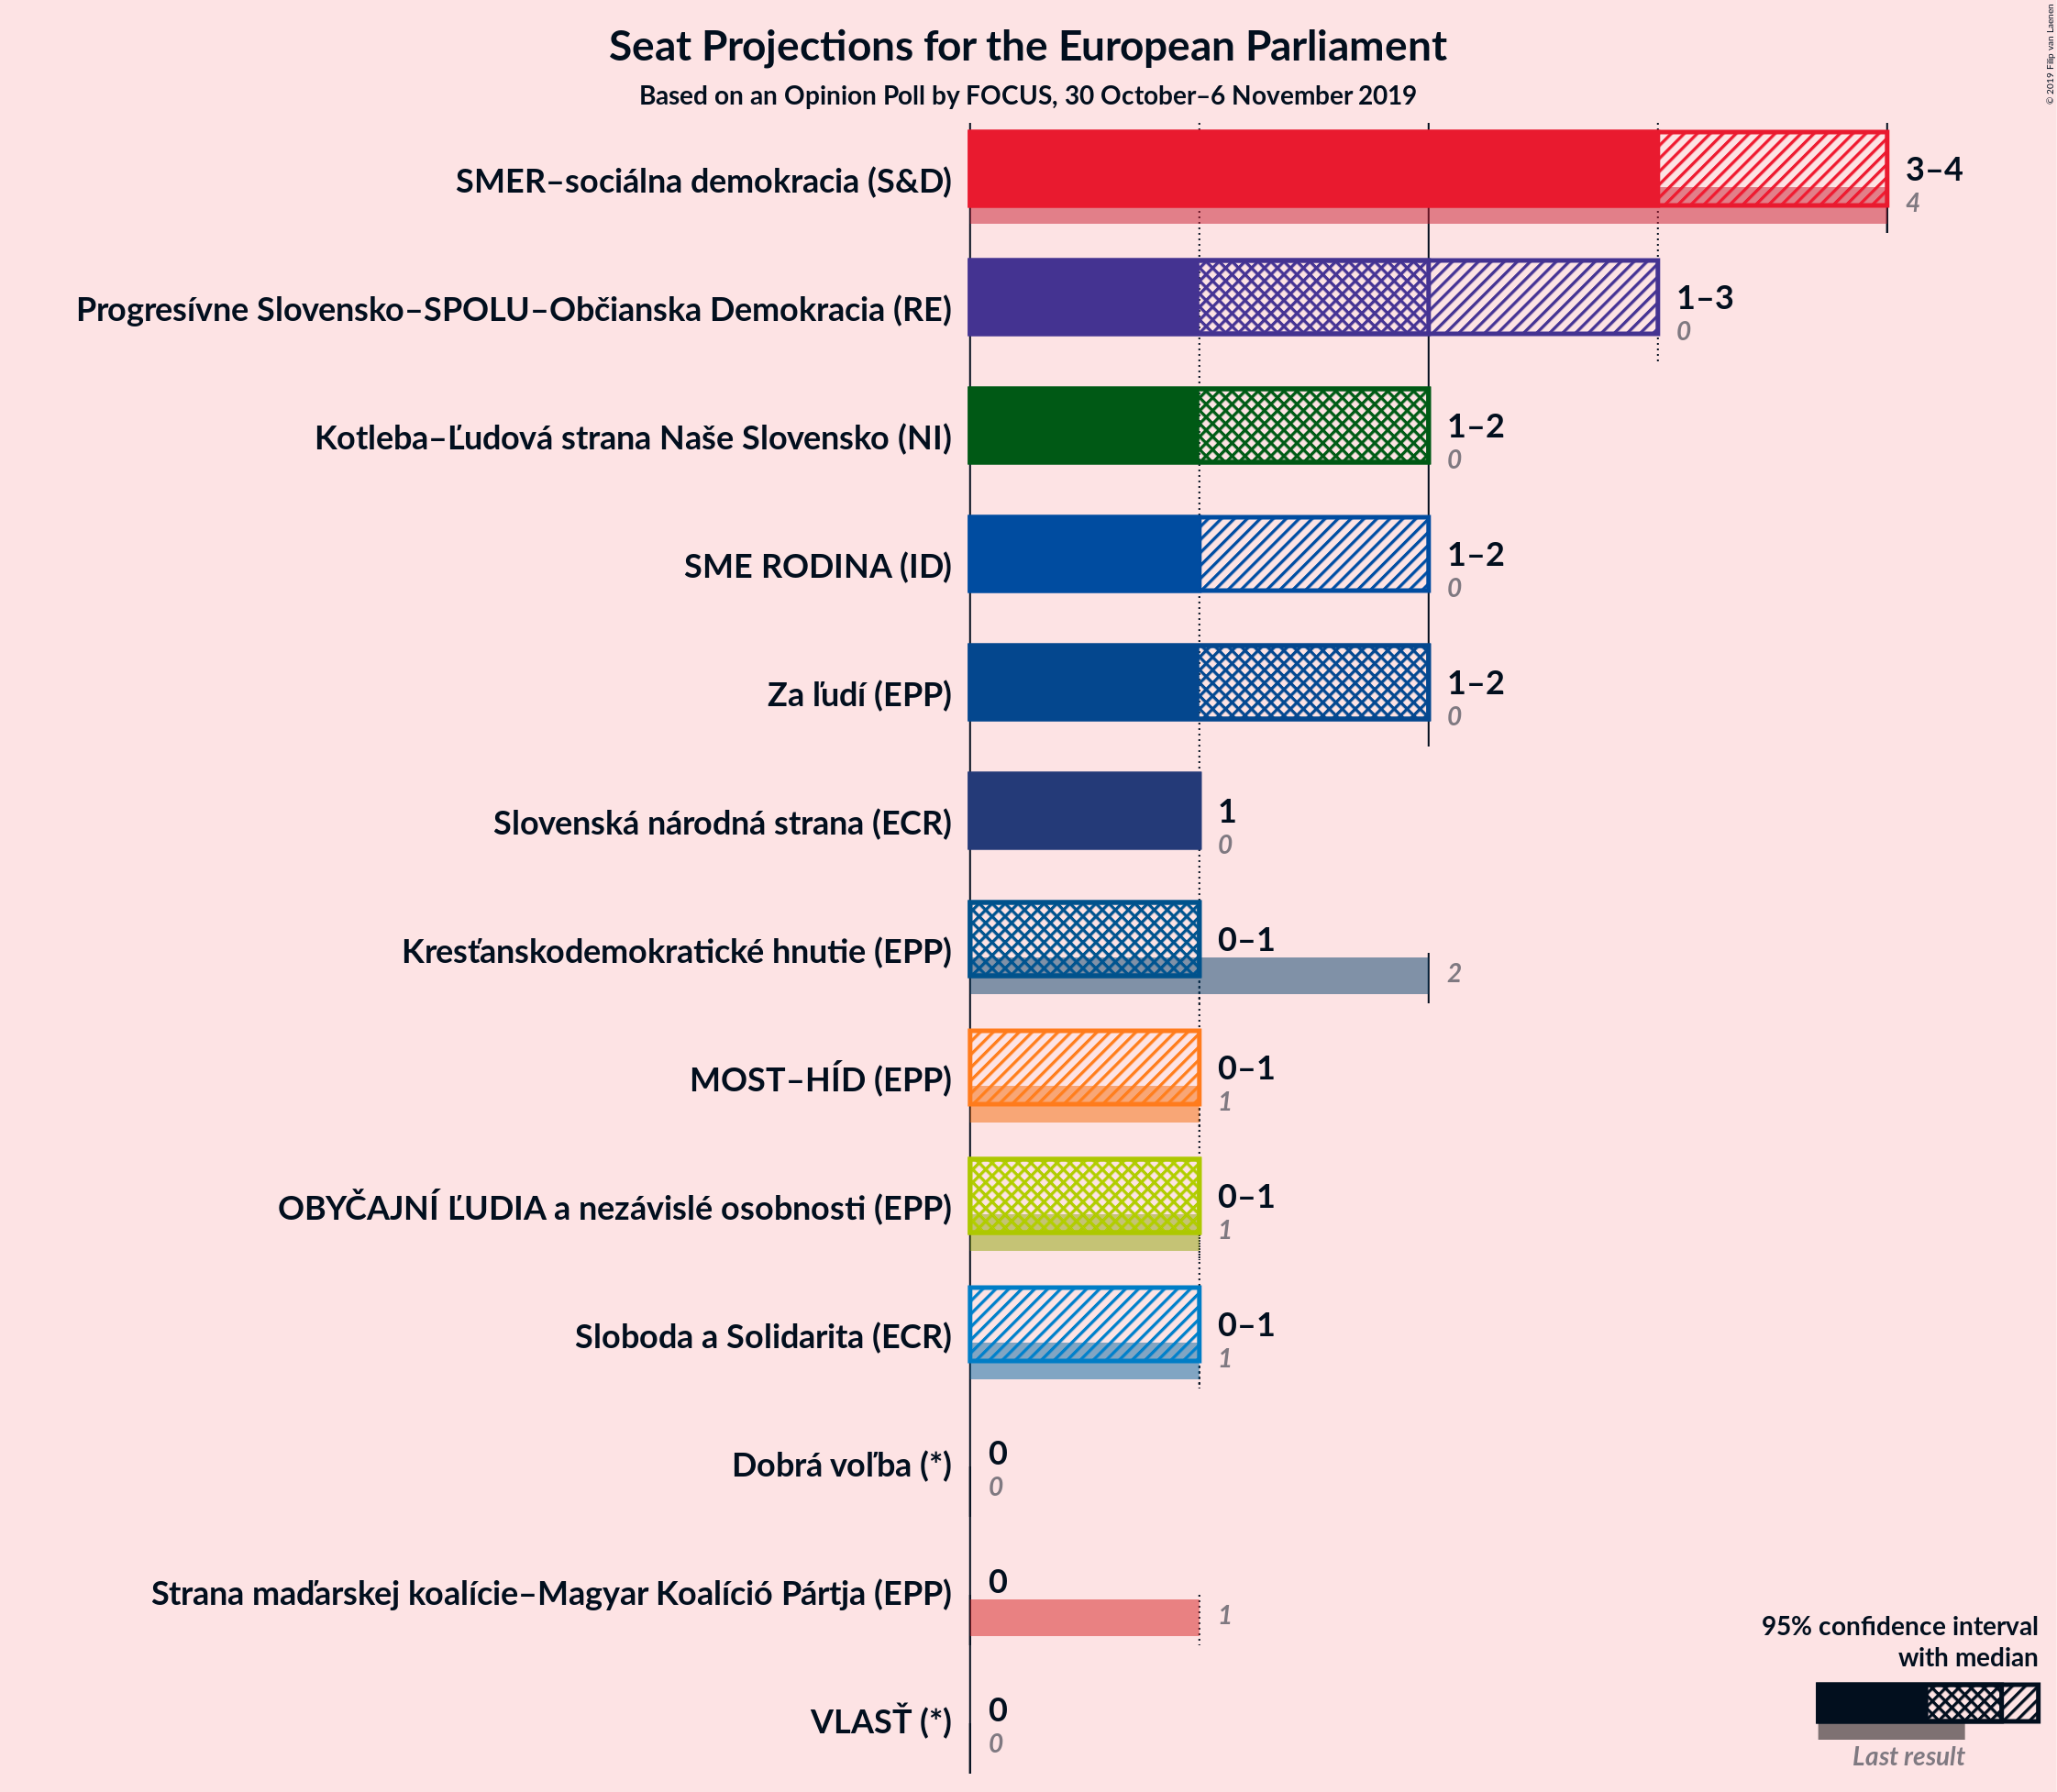 Seat Projections for the European Parliament
Based on an Opinion Poll by FOCUS, 30 October–6 November 2019
© 2019 Filip van Laenen
SMER–sociálna demokracia (S&D)
3–4
4
Progresívne Slovensko–SPOLU–Občianska Demokracia (RE)
1–3
0
Kotleba–Ľudová strana Naše Slovensko (NI)
1–2
0
SME RODINA (ID)
1–2
0
Za ľudí (EPP)
1–2
0
Slovenská národná strana (ECR)
1
0
Kresťanskodemokratické hnutie (EPP)
0–1
2
MOST–HÍD (EPP)
0–1
1
OBYČAJNÍ ĽUDIA a nezávislé osobnosti (EPP)
0–1
1
Sloboda a Solidarita (ECR)
0–1
1
Dobrá voľba (*)
0
0
Strana maďarskej koalície–Magyar Koalíció Pártja (EPP)
0
1
VLASŤ (*)
0
0
95% confidence interval
with median
Last result